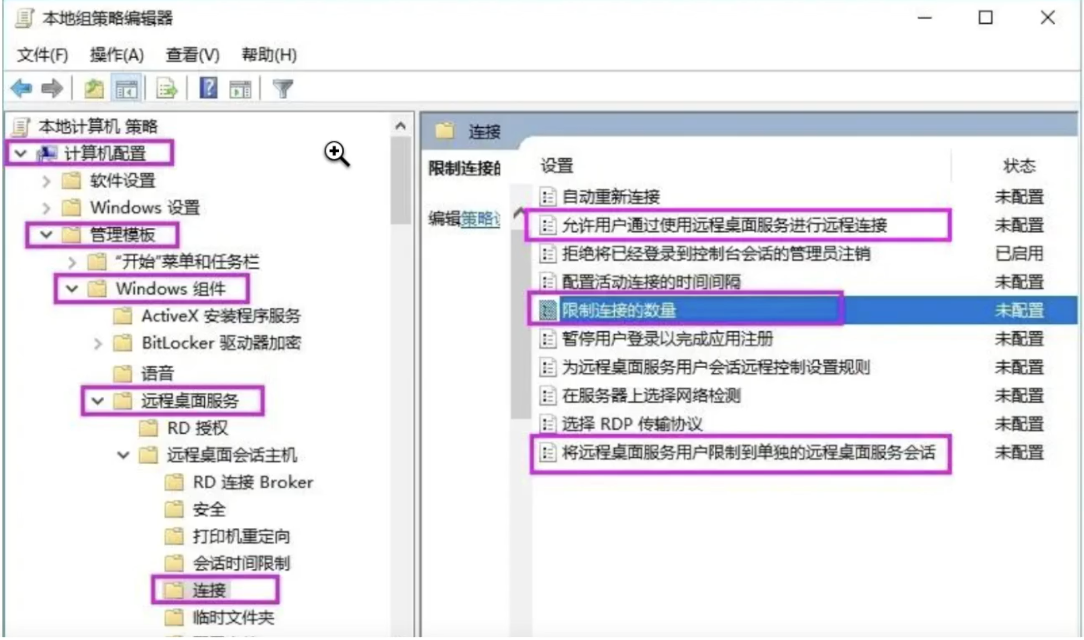 本地组策略编辑器
文件(F) 操作(A) 查看(V) 帮助(H)
本地计算机 策略
计算机配置
软件设置
Windows 设置
管理模板
“开始”菜单和任务栏
Windows 组件
ActiveX 安装程序服务
BitLocker 驱动器加密
语音
远程桌面服务
RD 授权
远程桌面会话主机
RD 连接 Broker
安全
打印机重定向
会话时间限制
连接
临时文件夹
连接
限制连接的
编辑策略设
设置 状态
自动重新连接 未配置
允许用户通过使用远程桌面服务进行远程连接 未配置
拒绝将已经登录到控制台会话的管理员注销 已启用
配置活动连接的时间间隔 未配置
限制连接的数量 未配置
暂停用户登录以完成应用注册 未配置
为远程桌面服务用户会话远程控制设置规则 未配置
在服务器上选择网络检测 未配置
选择 RDP 传输协议 未配置
将远程桌面服务用户限制到单独的远程桌面服务会话 未配置